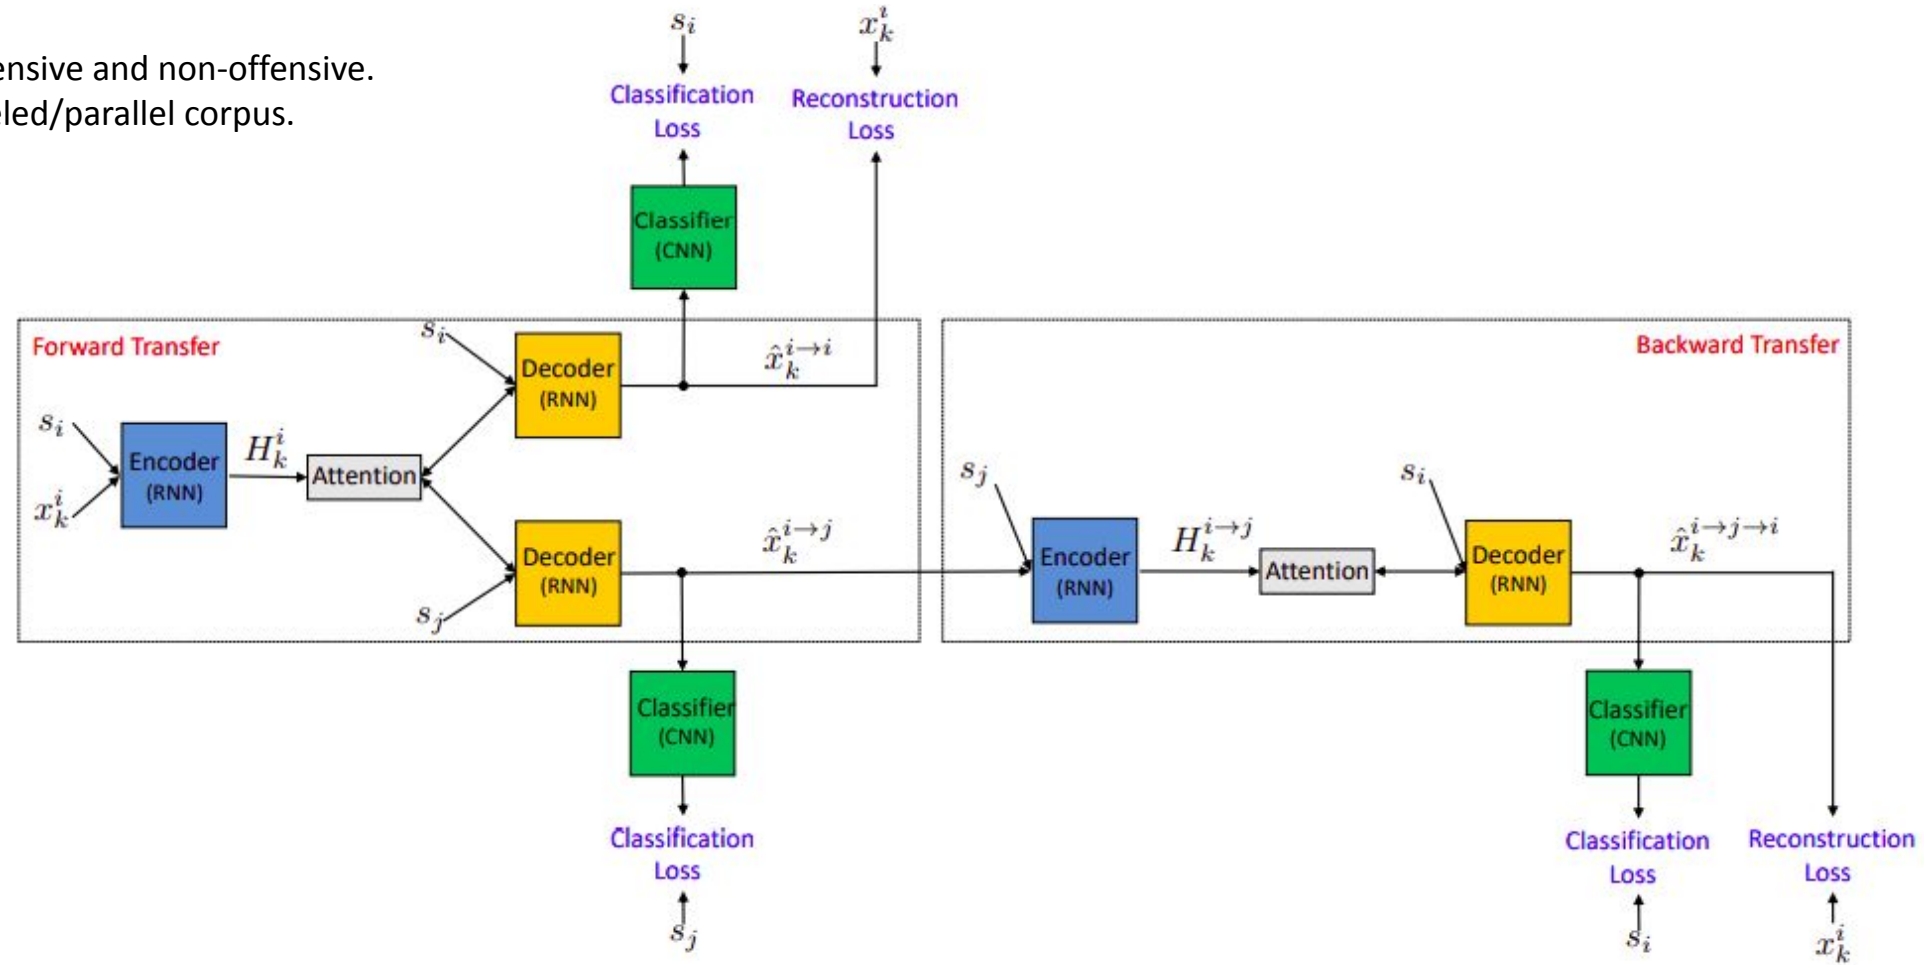 ensive and non-offensive.
eled/parallel corpus.
s_i
x_k^i
Classification
Loss
Reconstruction
Loss
Classifier
(CNN)
Forward Transfer
s_i
Decoder
(RNN)
x̂_k^{i→i}
Backward Transfer
s_i
x_k^i
Encoder
(RNN)
H_k^i
Attention
s_j
Decoder
(RNN)
x̂_k^{i→j}
s_j
Encoder
(RNN)
H_k^{i→j}
Attention
s_i
Decoder
(RNN)
x̂_k^{i→j→i}
Classifier
(CNN)
Classification
Loss
s_j
Classifier
(CNN)
Classification
Loss
s_i
Reconstruction
Loss
x_k^i